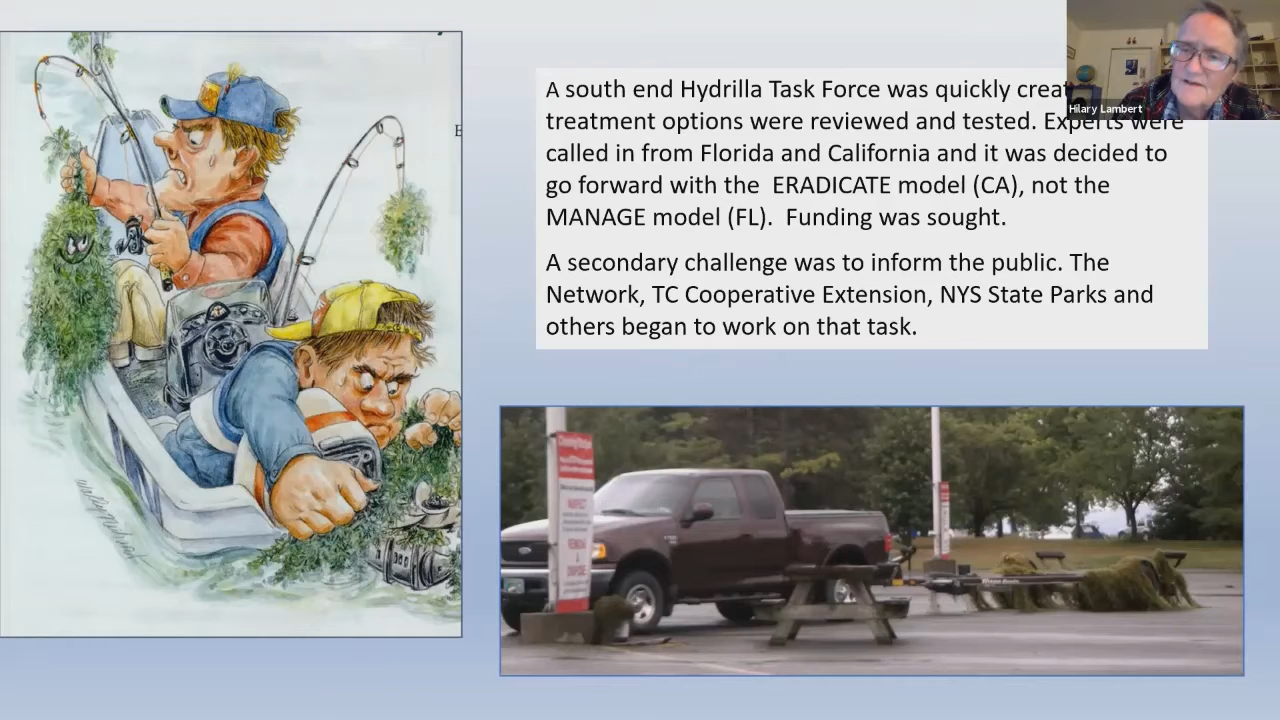 A south end Hydrilla Task Force was quickly creat
Hilary Lambert
treatment options were reviewed and tested. Experts were
called in from Florida and California and it was decided to
go forward with the ERADICATE model (CA), not the
MANAGE model (FL). Funding was sought.
A secondary challenge was to inform the public. The
Network, TC Cooperative Extension, NYS State Parks and
others began to work on that task.
E
INSPECT
REMOVE
&
DISPOSE